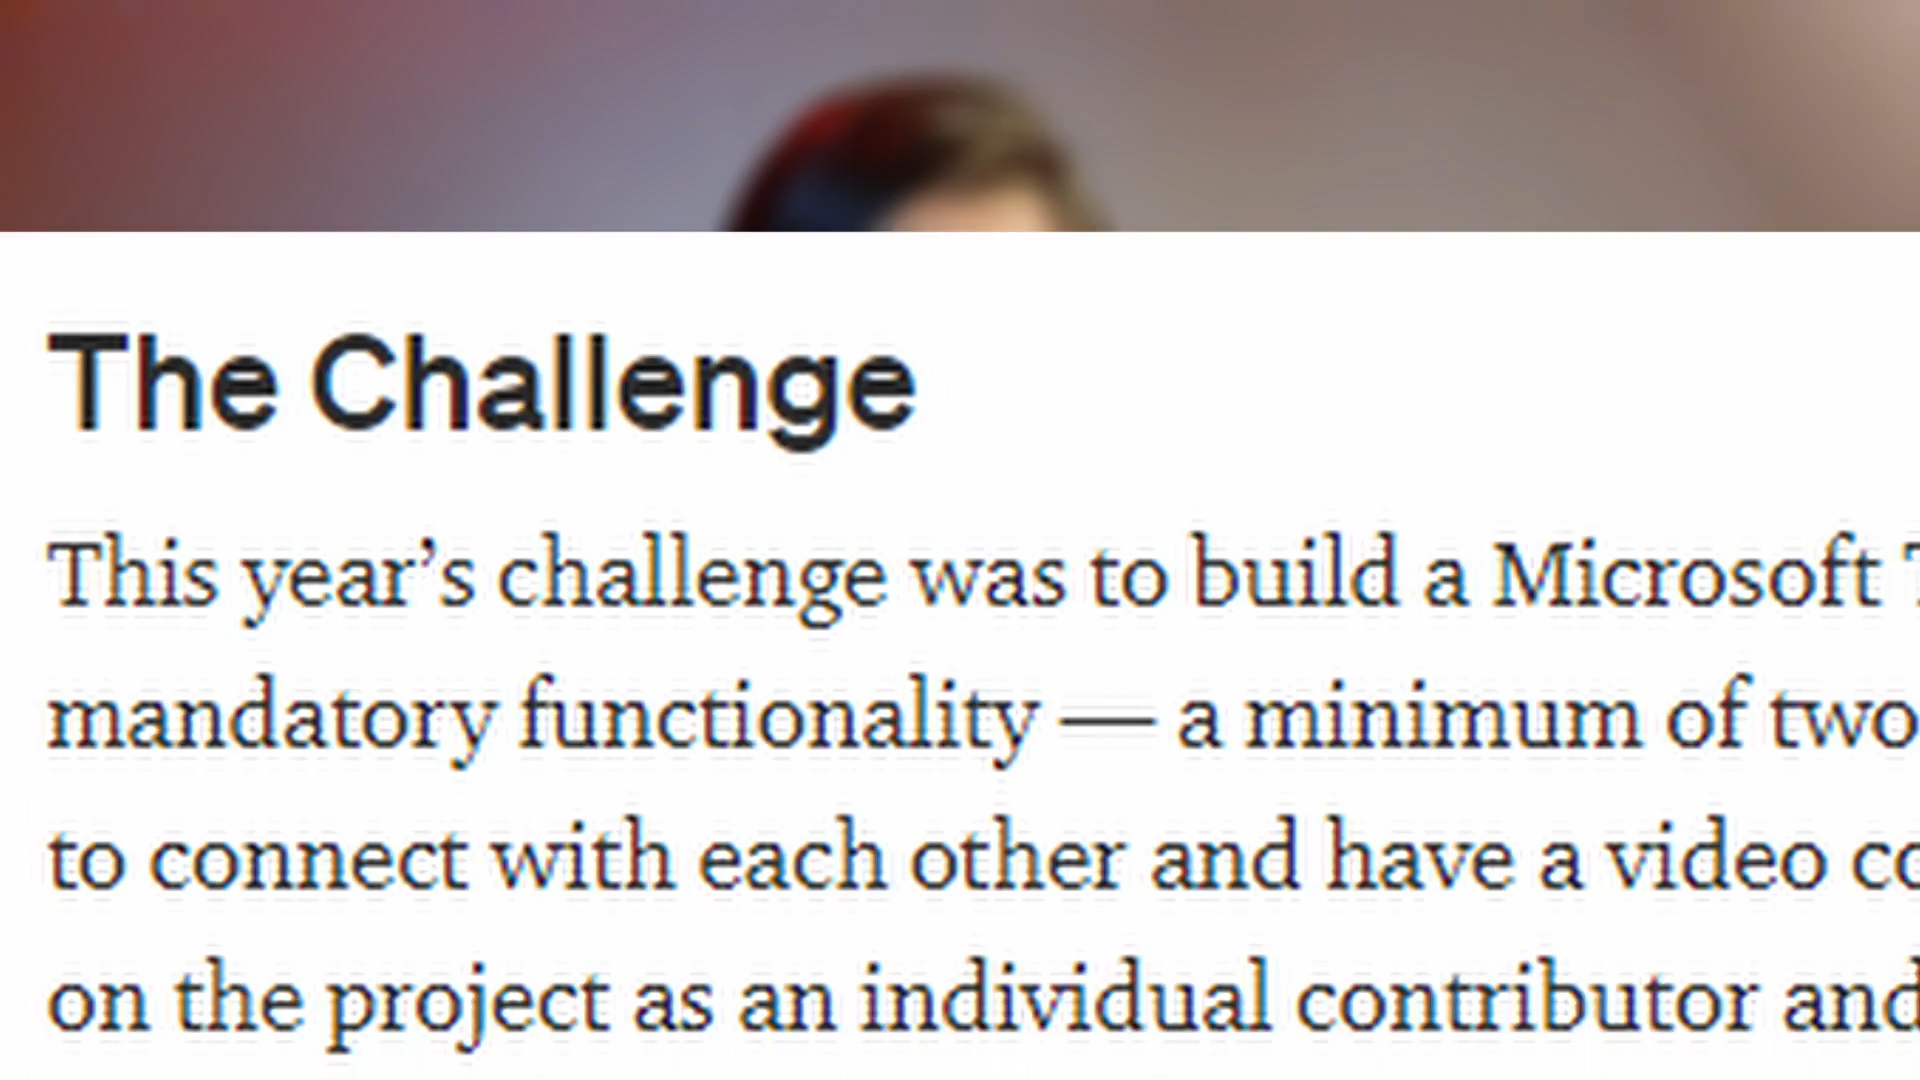 The Challenge
This year’s challenge was to build a Microsoft
mandatory functionality — a minimum of two
to connect with each other and have a video
on the project as an individual contributor and